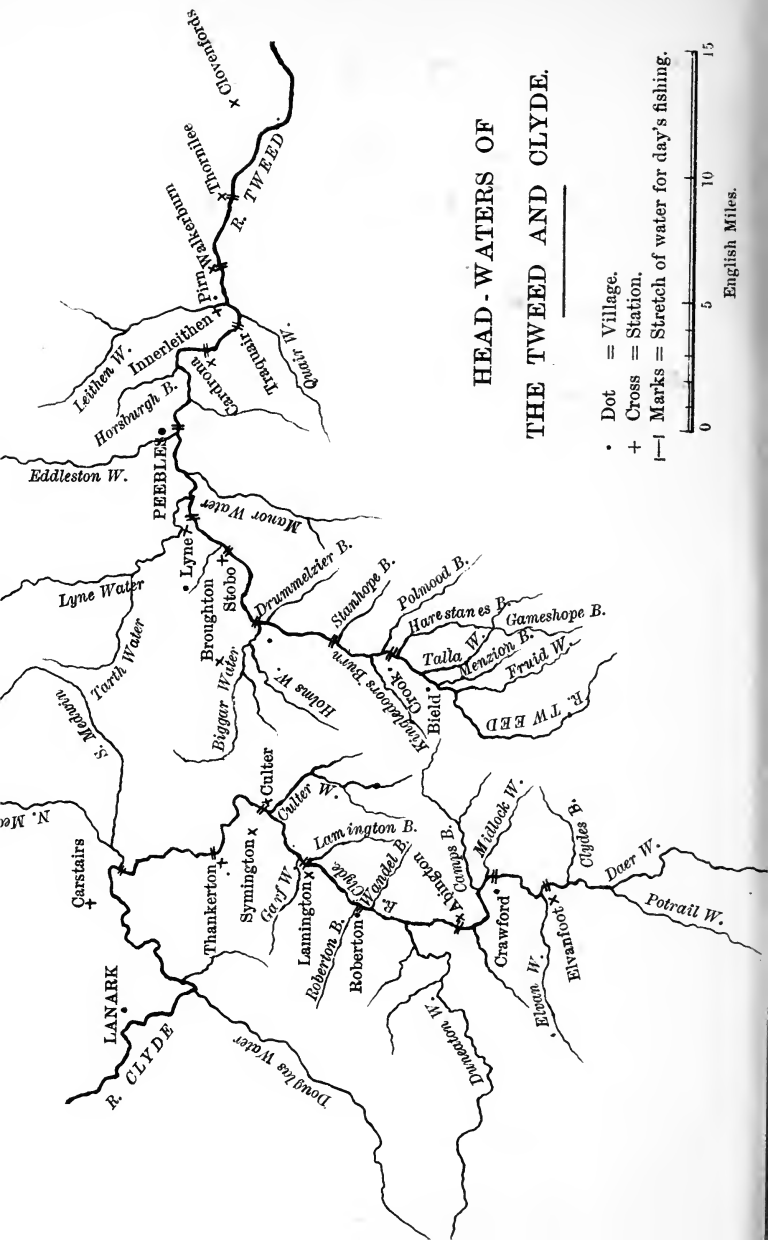 HEAD-WATERS OF
THE TWEED AND CLYDE.
• Dot = Village.
+ Cross = Station.
|—| Marks = Stretch of water for day's fishing.
0 5 10 15
English Miles.
Clovenfords
Thornilee
R. TWEED
Walkerburn
Pirn
Innerleithen
Leithen W.
Cardrona
Traquair
Quair W.
Horsburgh B.
PEEBLES
Eddleston W.
Manor Water
Lyne
Lyne Water
Stobo
Broughton
Tarth Water
Drummelzier B.
Biggar Water
Holms W.
Stanhope B.
Polmood B.
Harestanes B.
Gameshope B.
Talla W.
Menzion B.
Fruid W.
Kingledoors Burn
Crook
Bield
R. TWEED
S. Medwin
N. Me
Carstairs
Culter
Culter W.
Thankerton
Symington
Lamington B.
Garf W.
Lamington
R. Clyde
Wandel B.
Roberton B.
Roberton
Abington
Camps B.
Midlock W.
Crawford
Clydes B.
Elvanfoot
Elvan W.
Daer W.
Potrail W.
LANARK
R. CLYDE
Douglas Water
Duneaton W.